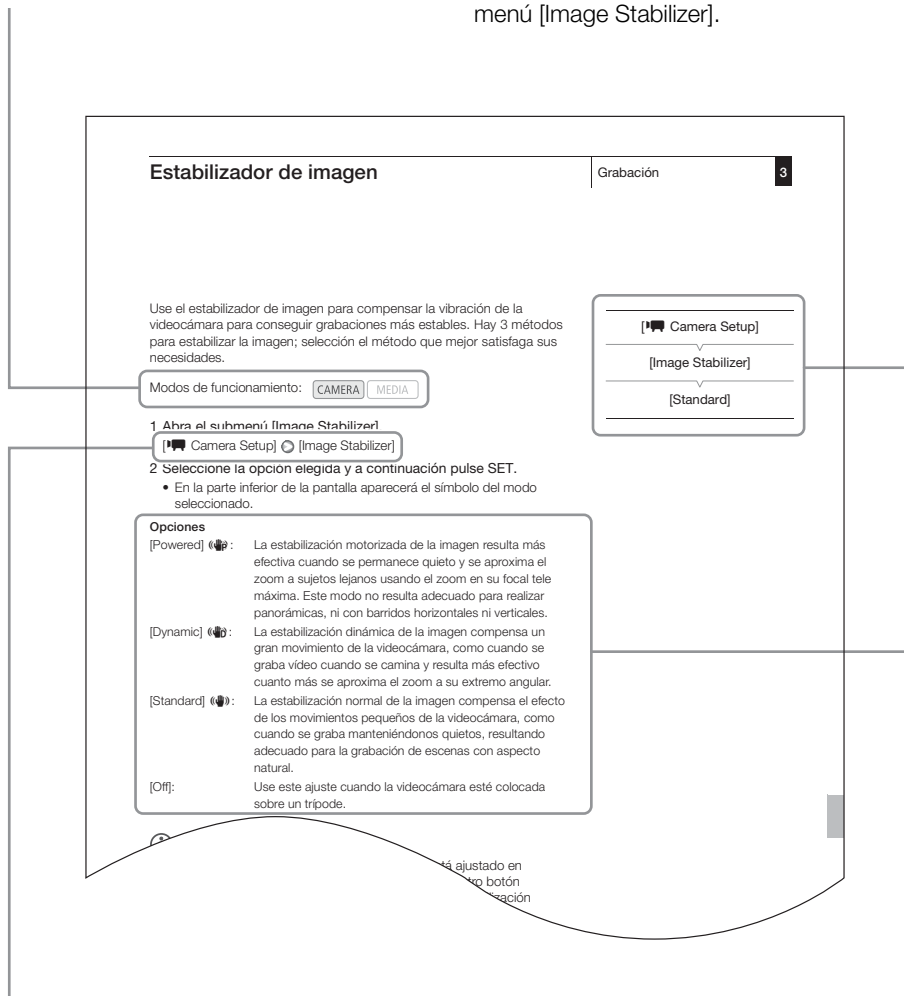 menú [Image Stabilizer].
Estabilizador de imagen
Grabación
3
Use el estabilizador de imagen para compensar la vibración de la
videocámara para conseguir grabaciones más estables. Hay 3 métodos
para estabilizar la imagen; selección el método que mejor satisfaga sus
necesidades.
Modos de funcionamiento: CAMERA MEDIA
1 Abra el submenú [Image Stabilizer]
[Camera Setup] [Image Stabilizer]
2 Seleccione la opción elegida y a continuación pulse SET.
• En la parte inferior de la pantalla aparecerá el símbolo del modo
seleccionado.
[Camera Setup]
[Image Stabilizer]
[Standard]
Opciones
[Powered] : La estabilización motorizada de la imagen resulta más
efectiva cuando se permanece quieto y se aproxima el
zoom a sujetos lejanos usando el zoom en su focal tele
máxima. Este modo no resulta adecuado para realizar
panorámicas, ni con barridos horizontales ni verticales.
[Dynamic] : La estabilización dinámica de la imagen compensa un
gran movimiento de la videocámara, como cuando se
graba vídeo cuando se camina y resulta más efectivo
cuanto más se aproxima el zoom a su extremo angular.
[Standard] : La estabilización normal de la imagen compensa el efecto
de los movimientos pequeños de la videocámara, como
cuando se graba manteniéndonos quietos, resultando
adecuado para la grabación de escenas con aspecto
natural.
[Off]: Use este ajuste cuando la videocámara esté colocada
sobre un trípode.
ajustado en
botón